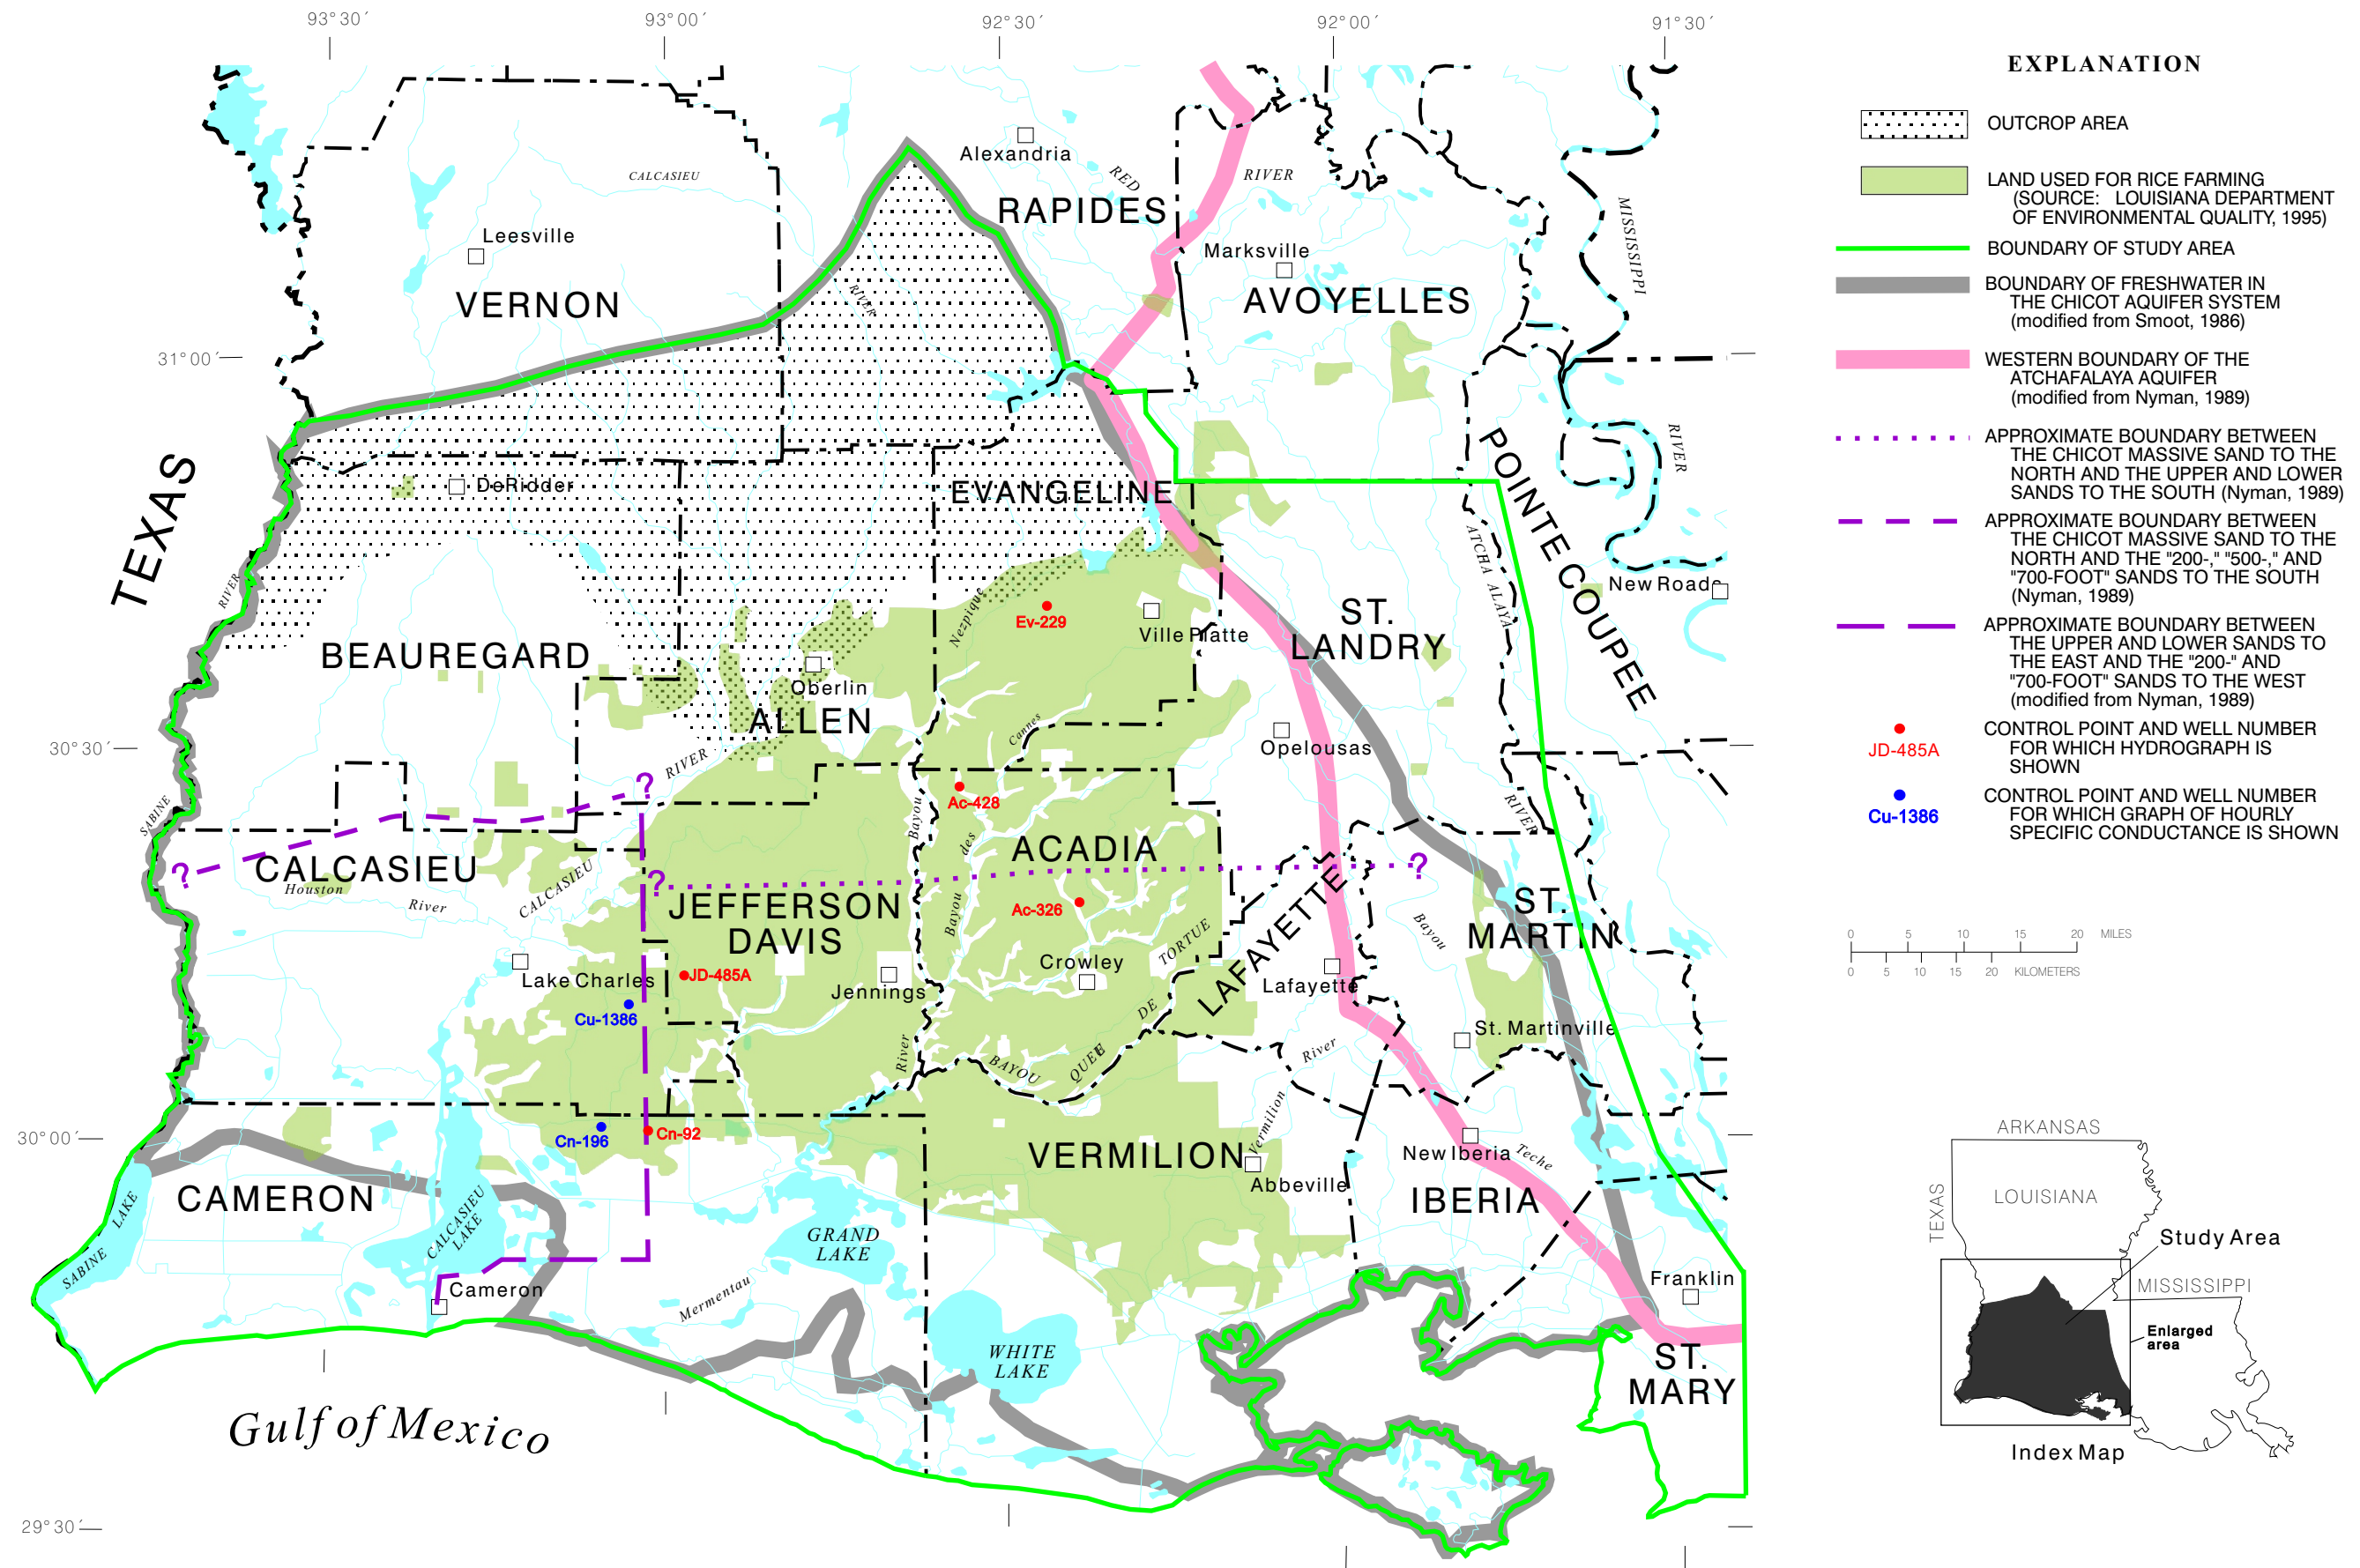 93°30′
93°00′
92°30′
92°00′
91°30′
EXPLANATION
OUTCROP AREA
LAND USED FOR RICE FARMING
(SOURCE: LOUISIANA DEPARTMENT
OF ENVIRONMENTAL QUALITY, 1995)
BOUNDARY OF STUDY AREA
BOUNDARY OF FRESHWATER IN
THE CHICOT AQUIFER SYSTEM
(modified from Smoot, 1986)
WESTERN BOUNDARY OF THE
ATCHAFALAYA AQUIFER
(modified from Nyman, 1989)
APPROXIMATE BOUNDARY BETWEEN
THE CHICOT MASSIVE SAND TO THE
NORTH AND THE UPPER AND LOWER
SANDS TO THE SOUTH (Nyman, 1989)
APPROXIMATE BOUNDARY BETWEEN
THE CHICOT MASSIVE SAND TO THE
NORTH AND THE "200-," "500-," AND
"700-FOOT" SANDS TO THE SOUTH
(Nyman, 1989)
APPROXIMATE BOUNDARY BETWEEN
THE UPPER AND LOWER SANDS TO
THE EAST AND THE "200-" AND
"700-FOOT" SANDS TO THE WEST
(modified from Nyman, 1989)
JD-485A
CONTROL POINT AND WELL NUMBER
FOR WHICH HYDROGRAPH IS
SHOWN
Cu-1386
CONTROL POINT AND WELL NUMBER
FOR WHICH GRAPH OF HOURLY
SPECIFIC CONDUCTANCE IS SHOWN
0 5 10 15 20 MILES
0 5 10 15 20 KILOMETERS
ARKANSAS
TEXAS
LOUISIANA
Study Area
MISSISSIPPI
Enlarged
area
Index Map
Alexandria
CALCASIEU
RED
RIVER
RAPIDES
MISSISSIPPI
Leesville
Marksville
VERNON
RIVER
AVOYELLES
31°00′
TEXAS
RIVER
POINTE COUPEE
DeRidder
EVANGELINE
ATCHA ALAYA
RIVER
New Roads
Nezpique
Ev-229
Ville Platte
ST.
LANDRY
BEAUREGARD
Oberlin
ALLEN
Cannes
Opelousas
30°30′
RIVER
?
SABINE
Bayou
Ac-428
des
RIVER
ACADIA
?
CALCASIEU
Houston
River
CALCASIEU
?
?
JEFFERSON
DAVIS
Bayou
Ac-326
TORTUE
LAFAYETTE
Bayou
ST.
MARTIN
Lake Charles
JD-485A
Jennings
Crowley
Lafayette
Cu-1386
DE
St. Martinville
River
BAYOU
QUEUE
River
30°00′
Cn-196
Cn-92
VERMILION
Vermilion
New Iberia
Teche
Abbeville
CAMERON
IBERIA
SABINE
LAKE
CALCASIEU
LAKE
GRAND
LAKE
Cameron
Mermentau
Franklin
WHITE
LAKE
ST.
MARY
Gulf of Mexico
29°30′